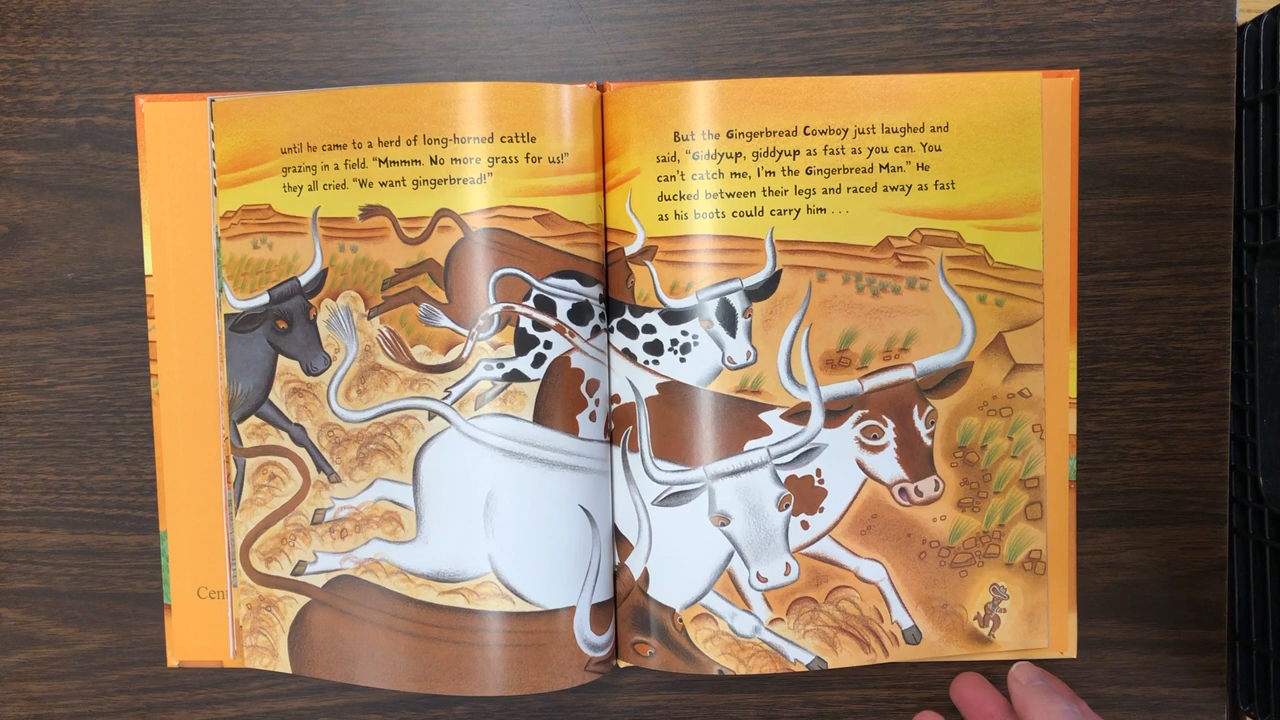 until he came to a herd of long-horned cattle
grazing in a field. “Mmmm. No more grass for us!”
they all cried. “We want gingerbread!”
But the Gingerbread Cowboy just laughed and
said, “Giddyup, giddyup as fast as you can. You
can’t catch me, I’m the Gingerbread Man.” He
ducked between their legs and raced away as fast
as his boots could carry him . . .
Cent